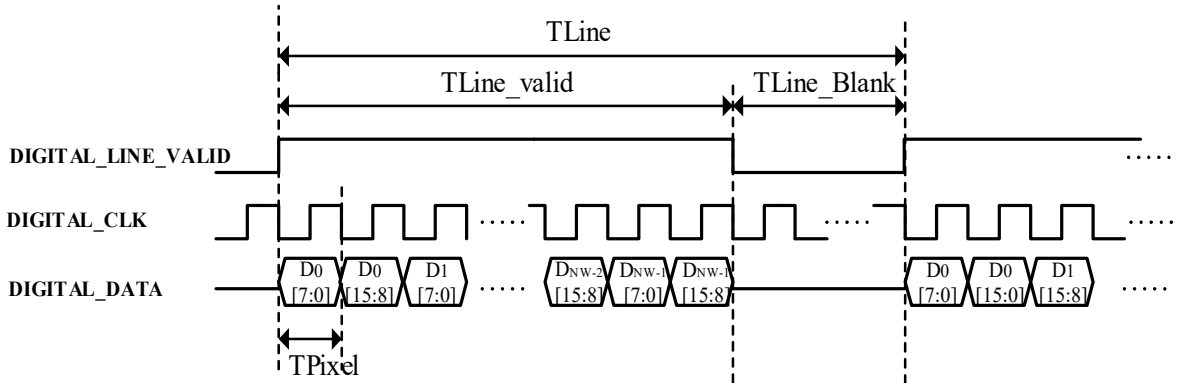 TLine
TLine_valid TLine_Blank
DIGITAL_LINE_VALID .....
DIGITAL_CLK ..... ..... .....
DIGITAL_DATA
D0 D0 D1 DNW-2 DNW-1 DNW-1 D0 D0 D1
[7:0] [15:8] [7:0] ..... [15:8] [7:0] [15:8] [7:0] [15:0] [15:8] .....
TPixel